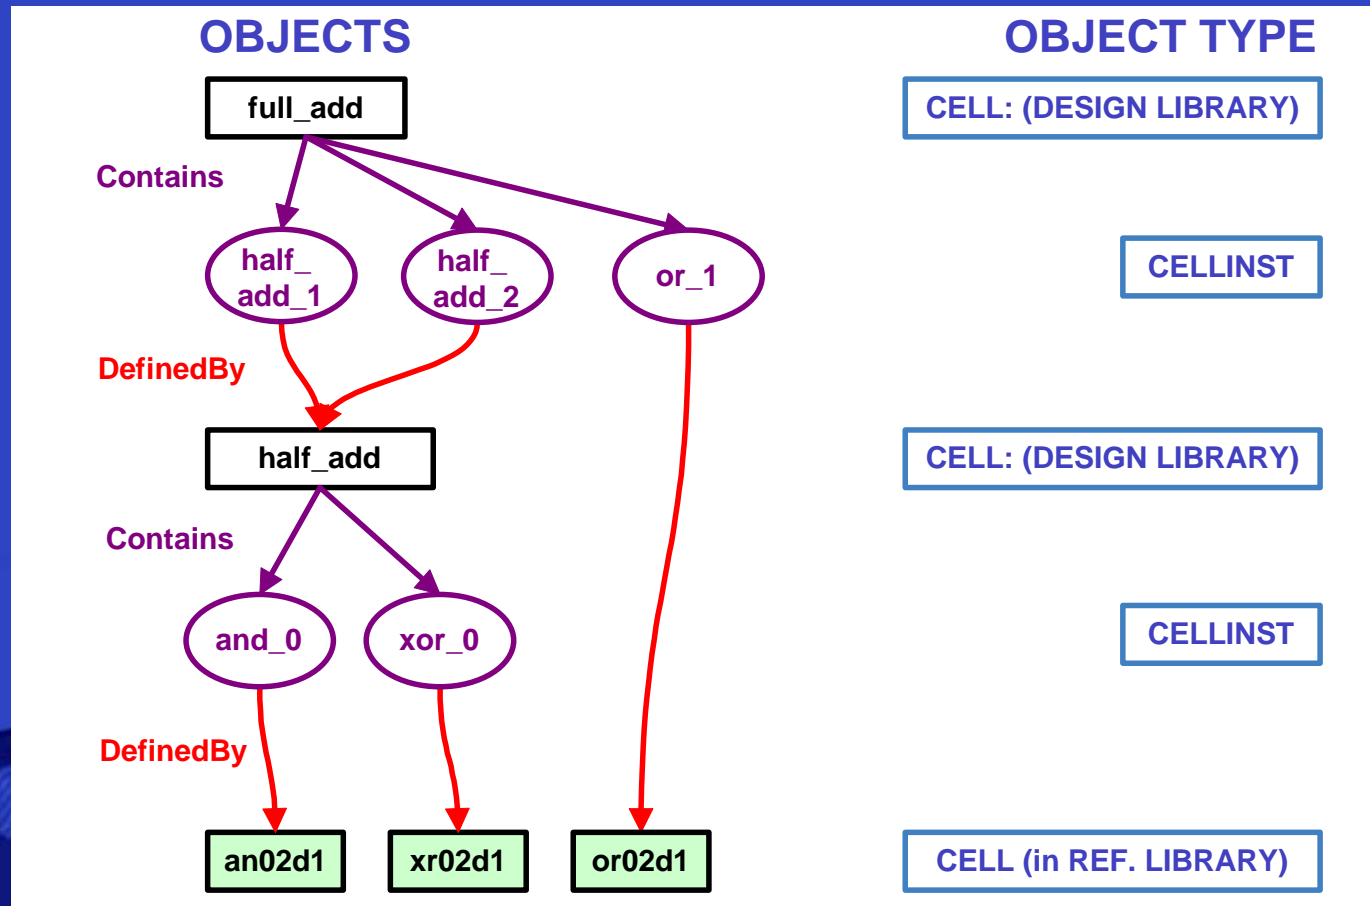 OBJECTS
OBJECT TYPE
full_add
CELL: (DESIGN LIBRARY)
Contains
half_
add_1
half_
add_2
or_1
CELLINST
DefinedBy
half_add
CELL: (DESIGN LIBRARY)
Contains
and_0
xor_0
CELLINST
DefinedBy
an02d1
xr02d1
or02d1
CELL (in REF. LIBRARY)